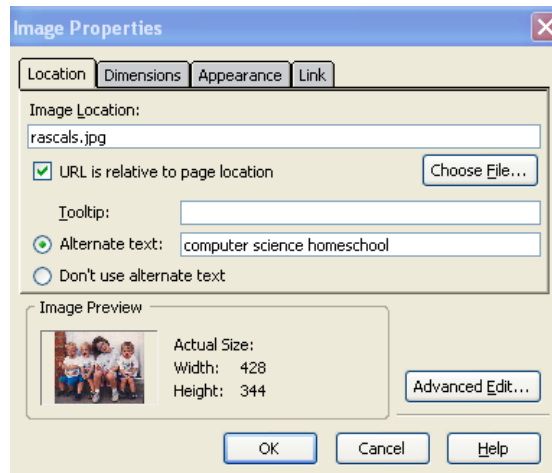 Image Properties
Location Dimensions Appearance Link
Image Location:
rascals.jpg
URL is relative to page location Choose File...
Tooltip:
Alternate text: computer science homeschool
Don't use alternate text
Image Preview
Actual Size:
Width: 428
Height: 344
Advanced Edit...
OK Cancel Help